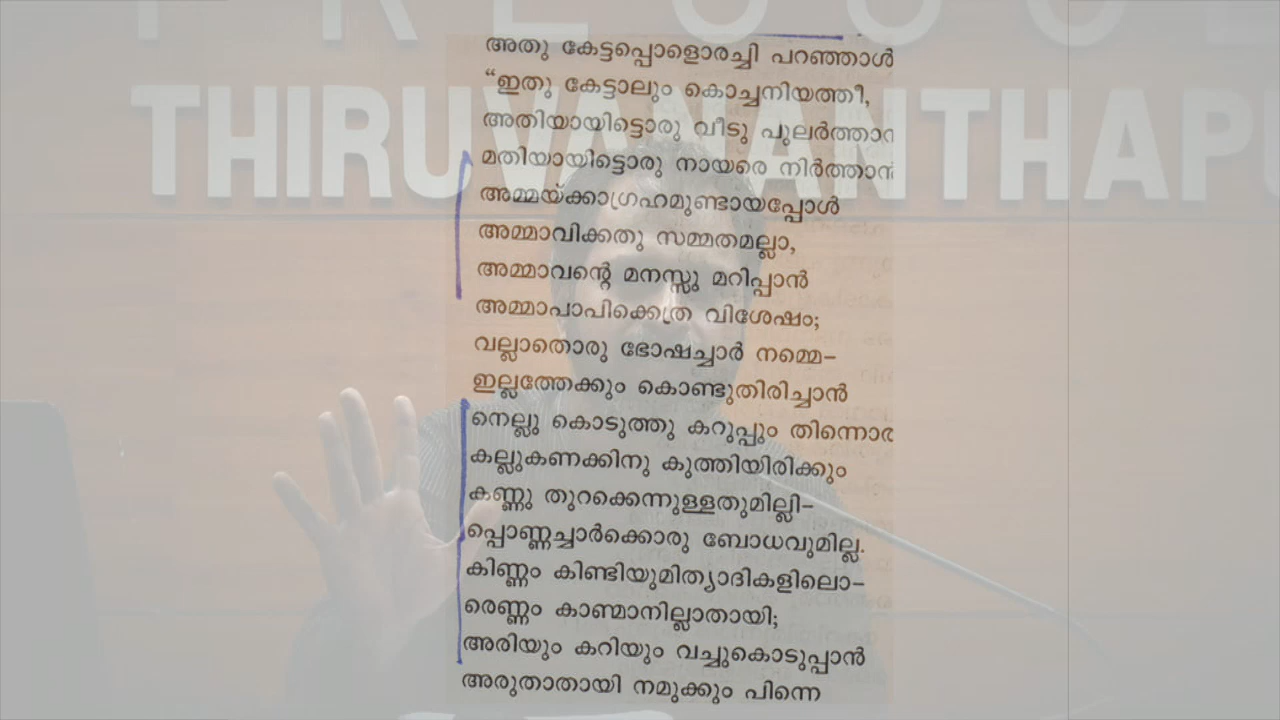 PRESS
THIRUVANANTHAPU
അതു കേട്ടപ്പൊളൊരച്ചി പറഞ്ഞാൾ
“ഇതു കേട്ടാലും കൊച്ചനിയത്തീ,
അതിയായിട്ടൊരു വീടു പുലർത്താൻ
മതിയായിട്ടൊരു നായരെ നിർത്താൻ
അമ്മയ്ക്കാഗ്രഹമുണ്ടായപ്പോൾ
അമ്മാവിക്കതു സമ്മതമല്ലാ,
അമ്മാവന്റെ മനസ്സു മറിപ്പാൻ
അമ്മാപാപിക്കെത്ര വിശേഷം;
വല്ലാതൊരു ഭോഷച്ചാർ നമ്മെ–
ഇല്ലത്തേക്കും കൊണ്ടുതിരിച്ചാൻ
നെല്ലു കൊടുത്തു കറുപ്പും തിന്നൊര
കല്ലുകണക്കിനു കുത്തിയിരിക്കും
കണ്ണു തുറക്കെന്നുള്ളതുമില്ലി–
പ്പൊണ്ണച്ചാർക്കൊരു ബോധവുമില്ല.
കിണ്ണം കിണ്ടിയുമിത്യാദികളിലൊ–
രെണ്ണം കാണ്മാനില്ലാതായി;
അരിയും കറിയും വച്ചുകൊടുപ്പാൻ
അരുതാതായി നമുക്കും പിന്നെ